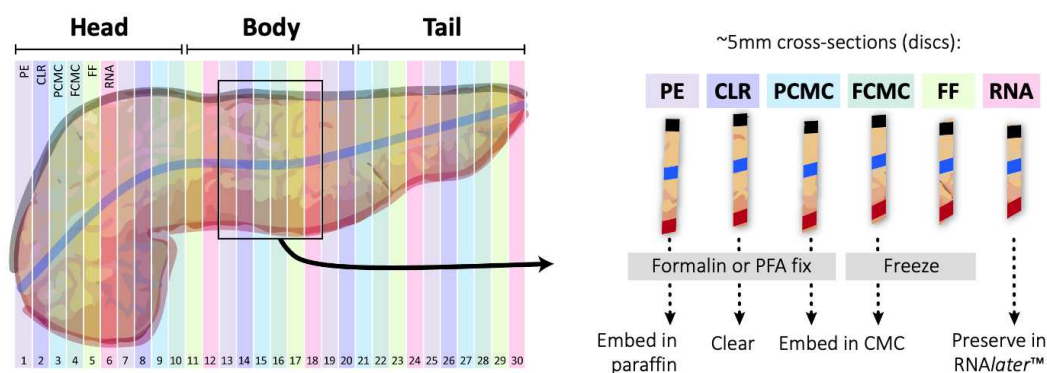 Head Body Tail
PE CLR PCMC FCMC FF RNA
1 2 3 4 5 6 7 8 9 10 11 12 13 14 15 16 17 18 19 20 21 22 23 24 25 26 27 28 29 30
~5mm cross-sections (discs):
PE CLR PCMC FCMC FF RNA
Formalin or PFA fix Freeze
Embed in paraffin
Clear
Embed in CMC
Preserve in RNAlater™